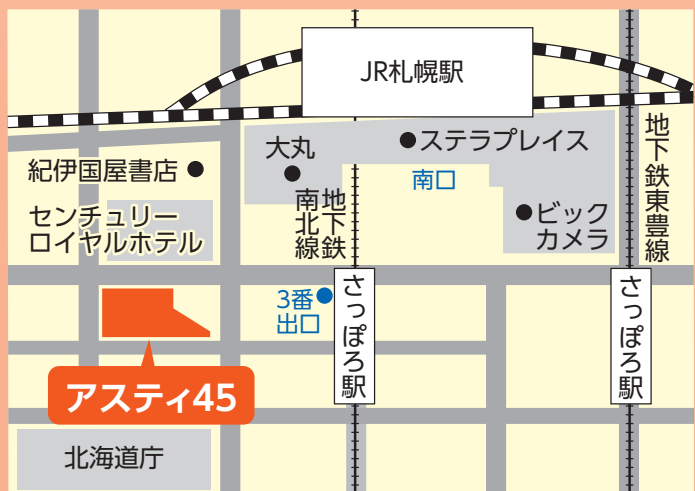 JR札幌駅
大丸
ステラプレイス
紀伊国屋書店
南口
センチュリー
ロイヤルホテル
地下鉄
南北線
ビック
カメラ
地下鉄東豊線
3番
出口
さっぽろ駅
さっぽろ駅
アスティ45
北海道庁